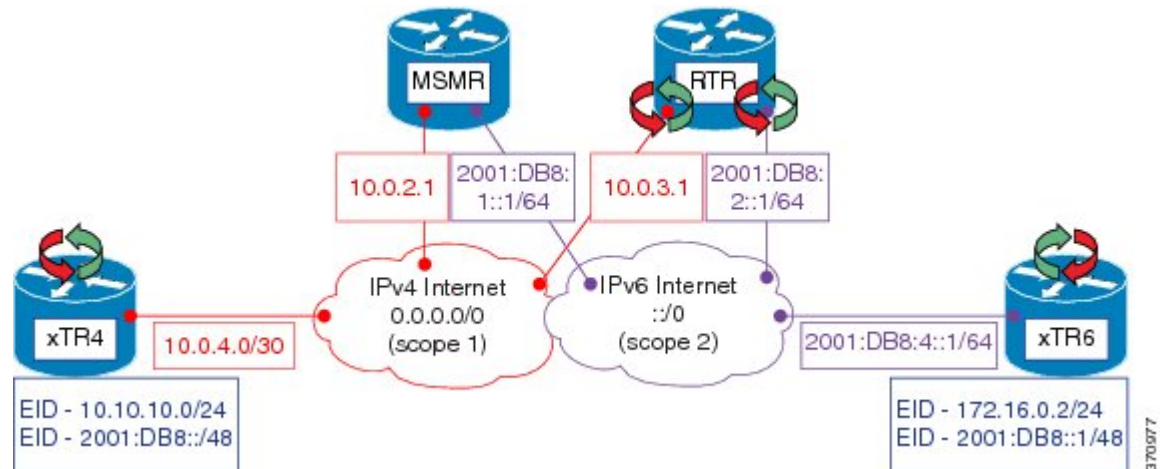 MSMR
RTR
10.0.2.1
2001:DB8:
1::1/64
10.0.3.1
2001:DB8:
2::1/64
IPv4 Internet
0.0.0.0/0
(scope 1)
IPv6 Internet
::/0
(scope 2)
xTR4
10.0.4.0/30
2001:DB8:4::1/64
xTR6
EID - 10.10.10.0/24
EID - 2001:DB8::/48
EID - 172.16.0.2/24
EID - 2001:DB8::1/48
370977